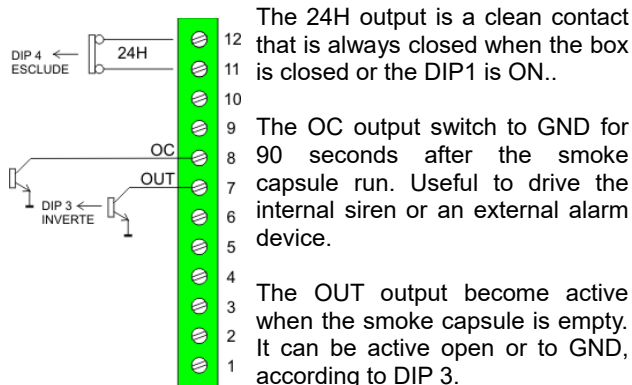 DIP 4
ESCLUDE
24H
OC
OUT
DIP 3
INVERTE
12
11
10
9
8
7
6
5
4
3
2
1
The 24H output is a clean contact
that is always closed when the box
is closed or the DIP1 is ON..
The OC output switch to GND for
90 seconds after the smoke
capsule run. Useful to drive the
internal siren or an external alarm
device.
The OUT output become active
when the smoke capsule is empty.
It can be active open or to GND,
according to DIP 3.